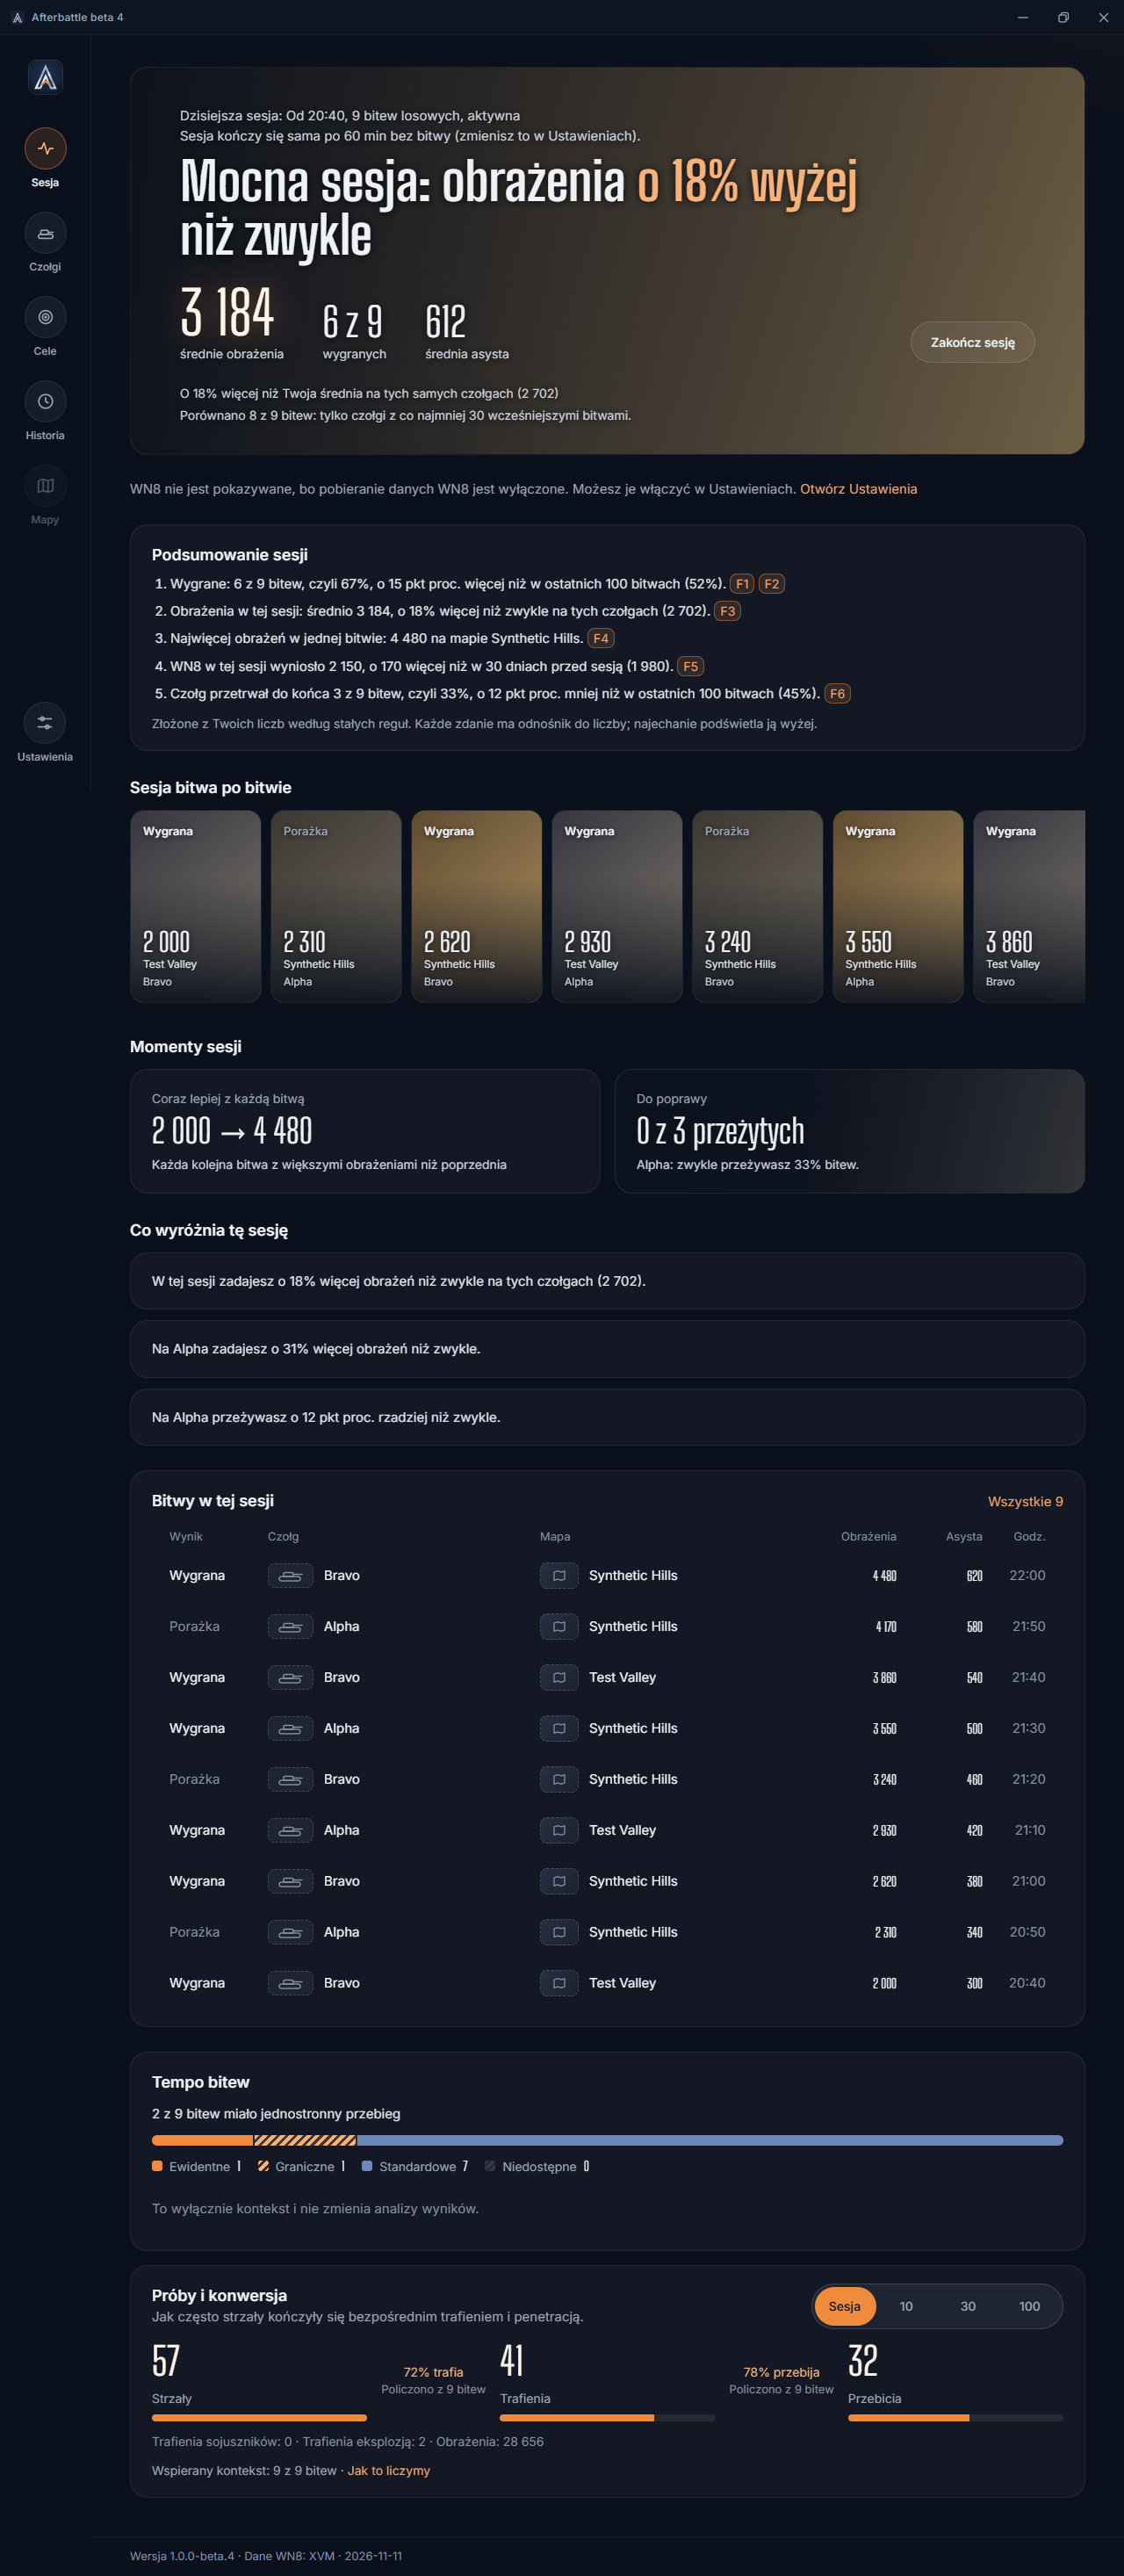 Afterbattle beta 4
Sesja
Czołgi
Cele
Historia
Mapy
Ustawienia
Dzisiejsza sesja: Od 20:40, 9 bitew losowych, aktywna
Sesja kończy się sama po 60 min bez bitwy (zmienisz to w Ustawieniach).
Mocna sesja: obrażenia o 18% wyżej
niż zwykle
3 184
średnie obrażenia
6 z 9
wygranych
612
średnia asysta
Zakończ sesję
O 18% więcej niż Twoja średnia na tych samych czołgach (2 702)
Porównano 8 z 9 bitew: tylko czołgi z co najmniej 30 wcześniejszymi bitwami.
WN8 nie jest pokazywane, bo pobieranie danych WN8 jest wyłączone. Możesz je włączyć w Ustawieniach. Otwórz Ustawienia
Podsumowanie sesji
1. Wygrane: 6 z 9 bitew, czyli 67%, o 15 pkt proc. więcej niż w ostatnich 100 bitwach (52%). F1 F2
2. Obrażenia w tej sesji: średnio 3 184, o 18% więcej niż zwykle na tych czołgach (2 702). F3
3. Najwięcej obrażeń w jednej bitwie: 4 480 na mapie Synthetic Hills. F4
4. WN8 w tej sesji wyniosło 2 150, o 170 więcej niż w 30 dniach przed sesją (1 980). F5
5. Czołg przetrwał do końca 3 z 9 bitew, czyli 33%, o 12 pkt proc. mniej niż w ostatnich 100 bitwach (45%). F6
Złożone z Twoich liczb według stałych reguł. Każde zdanie ma odnośnik do liczby; najechanie podświetla ją wyżej.
Sesja bitwa po bitwie
Wygrana
2 000
Test Valley
Bravo
Porażka
2 310
Synthetic Hills
Alpha
Wygrana
2 620
Synthetic Hills
Bravo
Wygrana
2 930
Test Valley
Alpha
Porażka
3 240
Synthetic Hills
Bravo
Wygrana
3 550
Synthetic Hills
Alpha
Wygrana
3 860
Test Valley
Bravo
Momenty sesji
Coraz lepiej z każdą bitwą
2 000 → 4 480
Każda kolejna bitwa z większymi obrażeniami niż poprzednia
Do poprawy
0 z 3 przeżytych
Alpha: zwykle przeżywasz 33% bitew.
Co wyróżnia tę sesję
W tej sesji zadajesz o 18% więcej obrażeń niż zwykle na tych czołgach (2 702).
Na Alpha zadajesz o 31% więcej obrażeń niż zwykle.
Na Alpha przeżywasz o 12 pkt proc. rzadziej niż zwykle.
Bitwy w tej sesji
Wszystkie 9
Wynik Czołg Mapa Obrażenia Asysta Godz.
Wygrana Bravo Synthetic Hills 4 480 620 22:00
Porażka Alpha Synthetic Hills 4 170 580 21:50
Wygrana Bravo Test Valley 3 860 540 21:40
Wygrana Alpha Synthetic Hills 3 550 500 21:30
Porażka Bravo Synthetic Hills 3 240 460 21:20
Wygrana Alpha Test Valley 2 930 420 21:10
Wygrana Bravo Synthetic Hills 2 620 380 21:00
Porażka Alpha Synthetic Hills 2 310 340 20:50
Wygrana Bravo Test Valley 2 000 300 20:40
Tempo bitew
2 z 9 bitew miało jednostronny przebieg
Ewidentne 1 Graniczne 1 Standardowe 7 Niedostępne 0
To wyłącznie kontekst i nie zmienia analizy wyników.
Próby i konwersja
Jak często strzały kończyły się bezpośrednim trafieniem i penetracją.
Sesja 10 30 100
57
Strzały
72% trafia
Policzono z 9 bitew
41
Trafienia
78% przebija
Policzono z 9 bitew
32
Przebicia
Trafienia sojuszników: 0 · Trafienia eksplozją: 2 · Obrażenia: 28 656
Wspierany kontekst: 9 z 9 bitew · Jak to liczymy
Wersja 1.0.0-beta.4 · Dane WN8: XVM · 2026-11-11